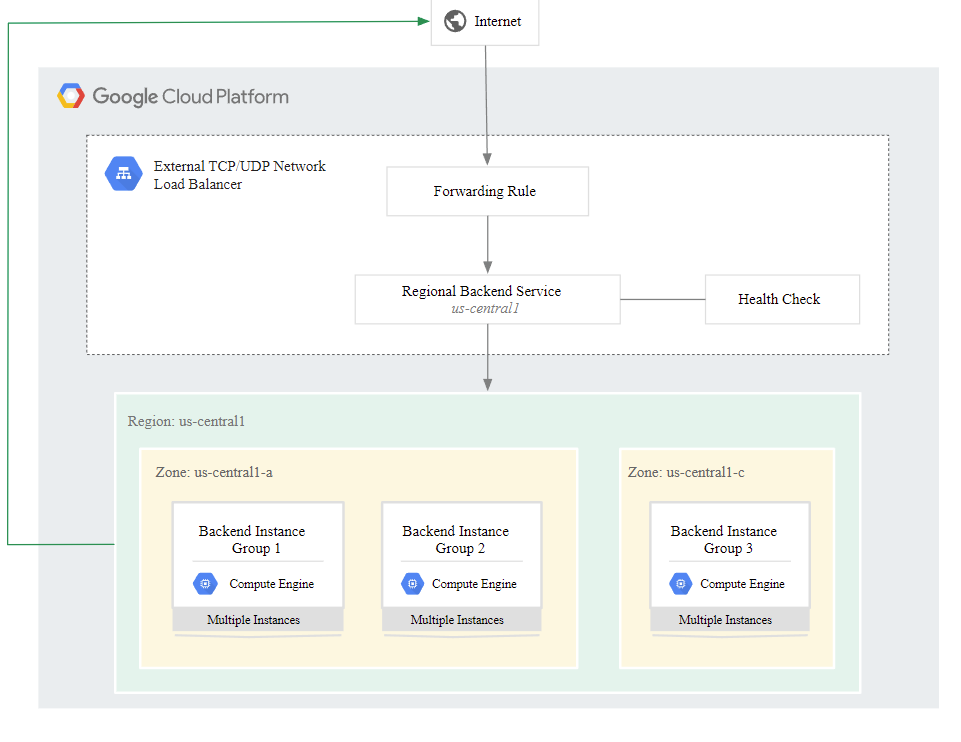 Internet
Google Cloud Platform
External TCP/UDP Network
Load Balancer
Forwarding Rule
Regional Backend Service
us-central1
Health Check
Region: us-central1
Zone: us-central1-a
Backend Instance
Group 1
Compute Engine
Multiple Instances
Backend Instance
Group 2
Compute Engine
Multiple Instances
Zone: us-central1-c
Backend Instance
Group 3
Compute Engine
Multiple Instances